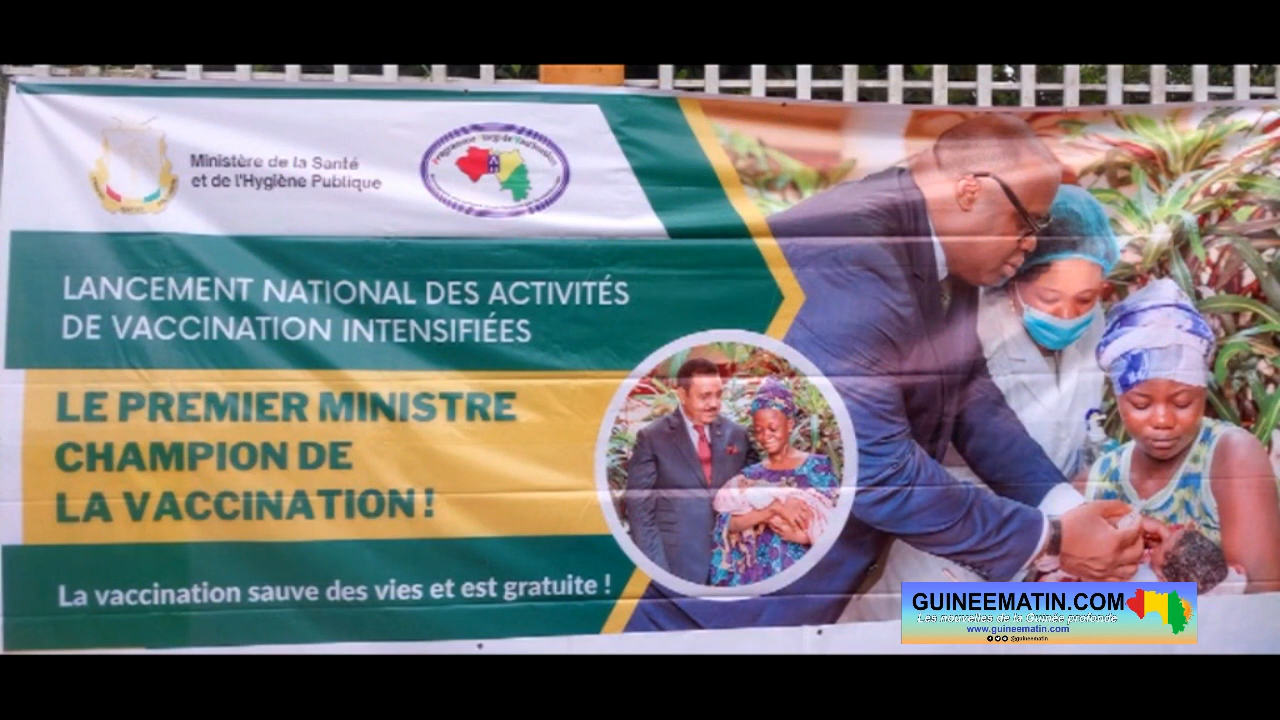 Ministère de la Santé
et de l'Hygiène Publique
LANCEMENT NATIONAL DES ACTIVITÉS
DE VACCINATION INTENSIFIÉES
LE PREMIER MINISTRE
CHAMPION DE
LA VACCINATION !
La vaccination sauve des vies et est gratuite !
GUINEEMATIN.COM
Les nouvelles de la Guinée profonde
www.guineematin.com
@guineematin